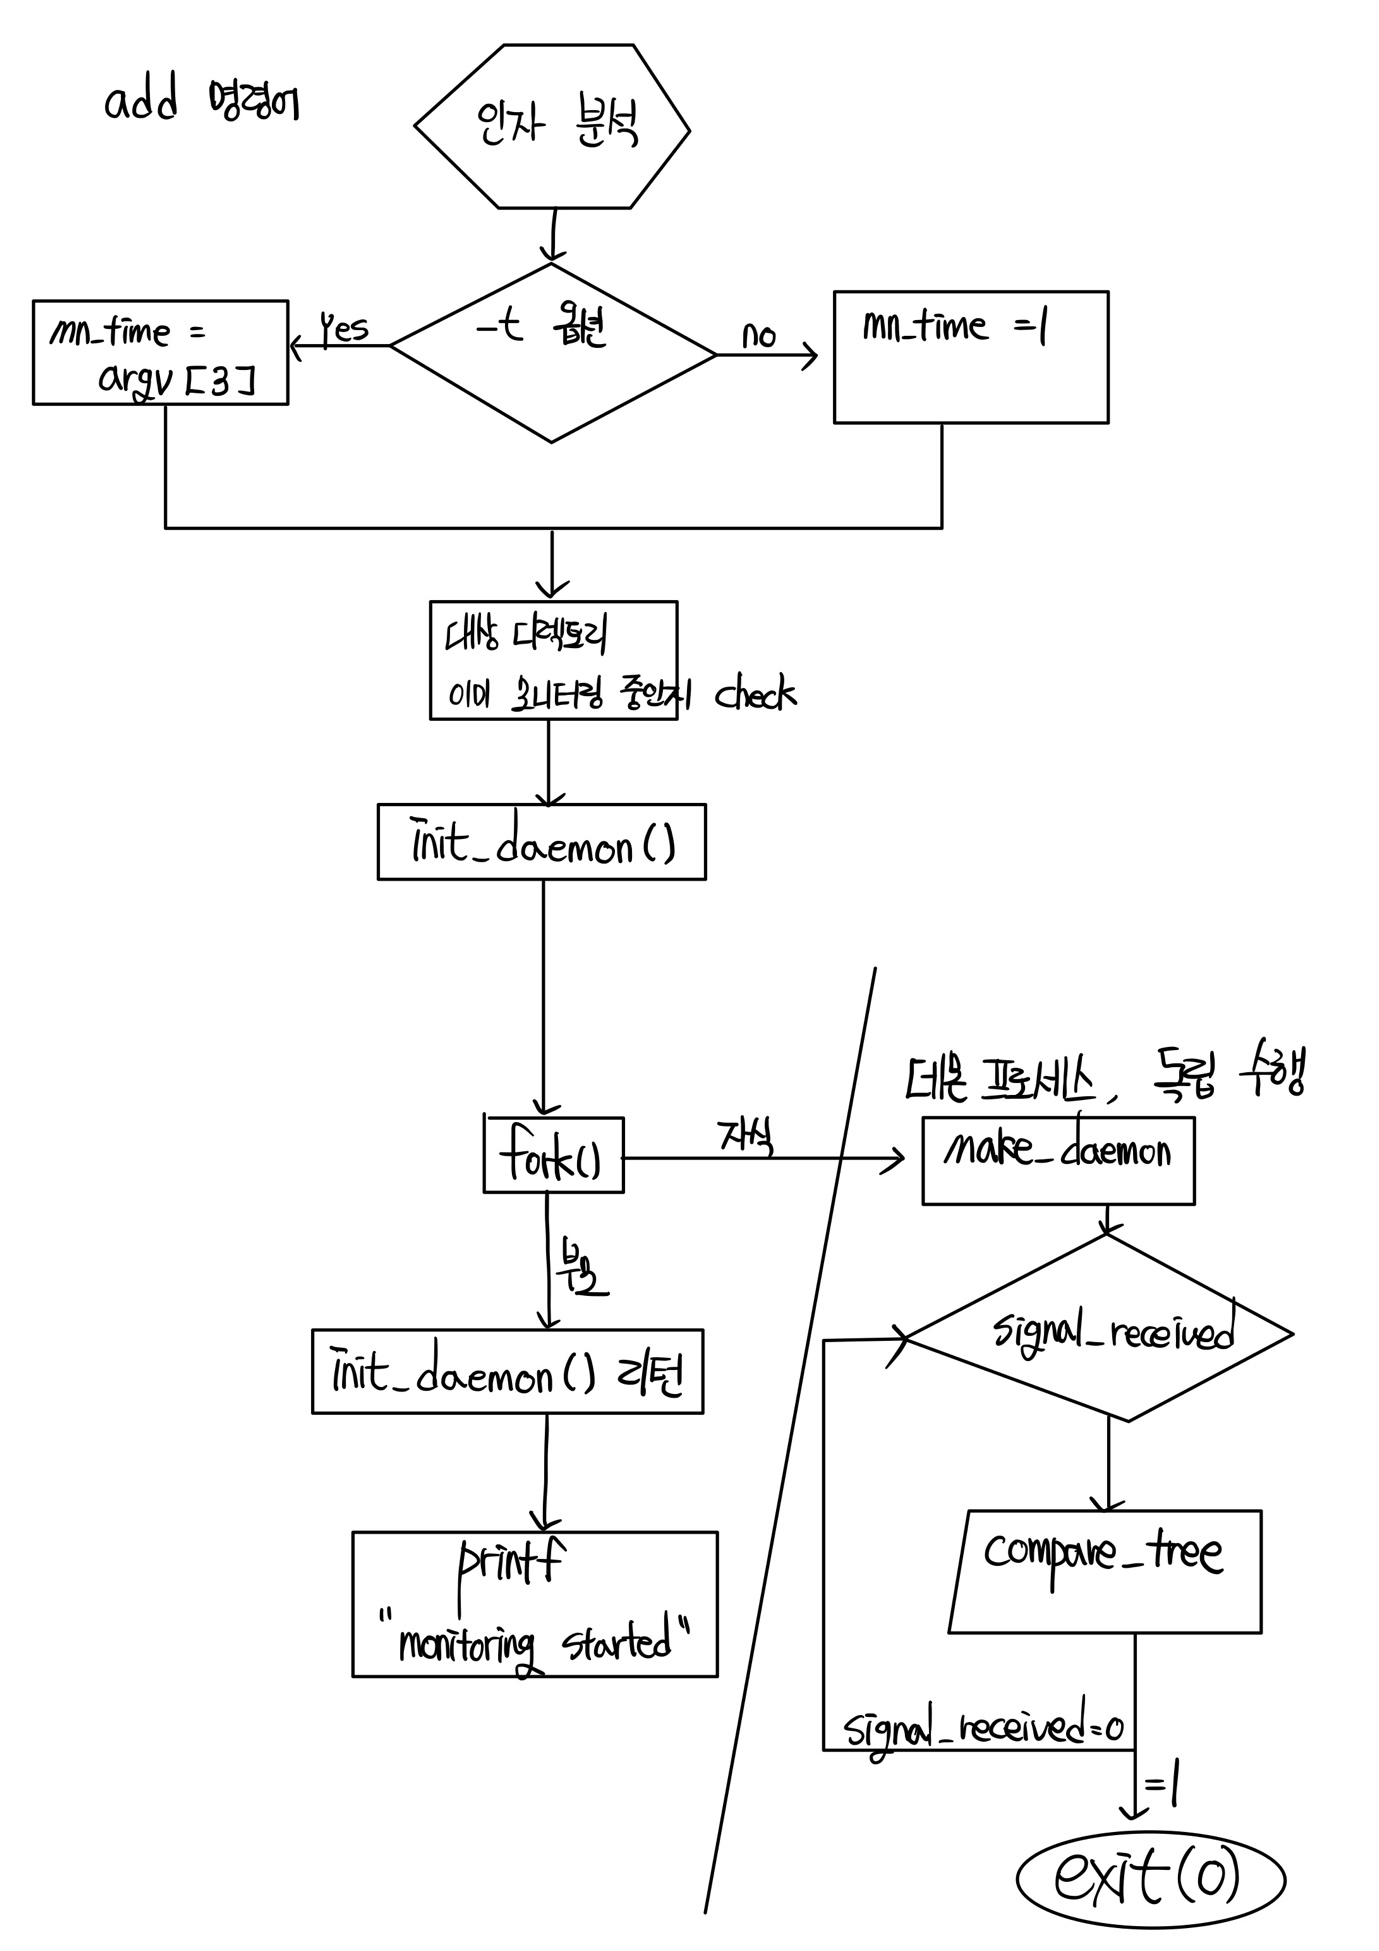 add 명령어
인자 분석
-t 옵션
Yes
no
mn_time =
argv [3]
mn_time =1
대상 디렉토리
이미 모니터링 중인지 check
init_daemon()
데몬 프로세스, 독립 수행
fork()
자식
make_daemon
부모
signal_received
init_daemon() 리턴
compare_tree
printf
"monitoring started"
signal_received=0
=1
exit(0)